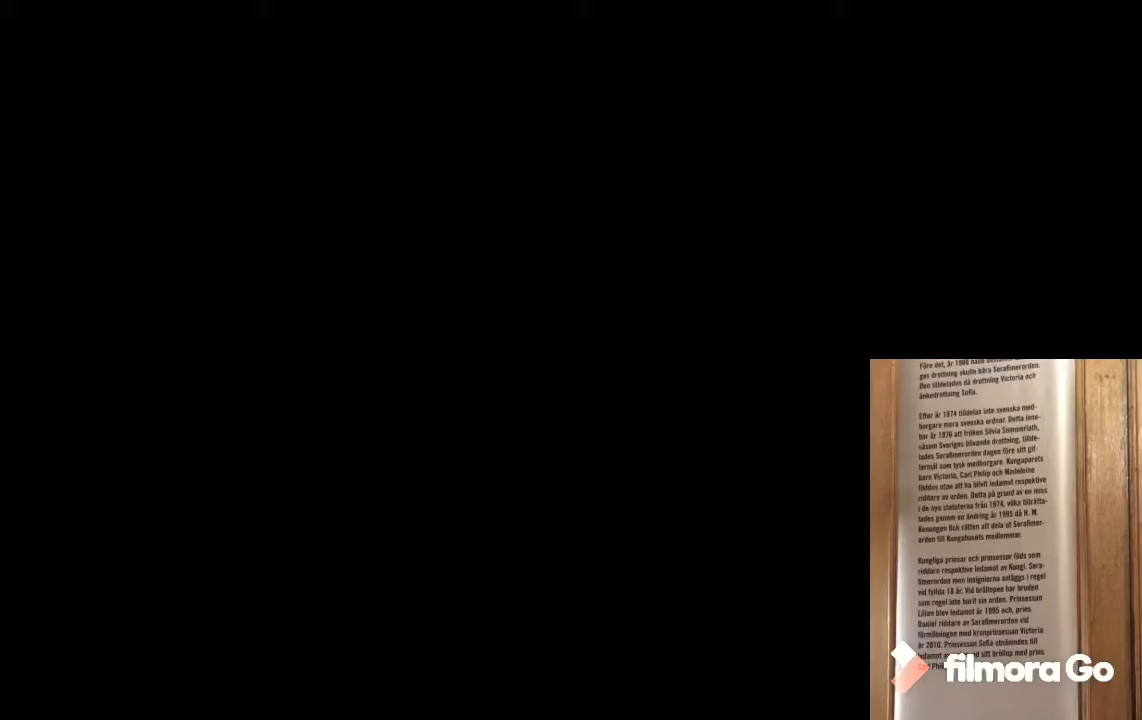 Före det, år 1908 hade
ges drottning skulle bära Serafimerorden.
Den tilldelades då drottning Victoria och
änkedrottning Sofia.
Efter år 1974 tilldelas inte svenska med-
borgare mera svenska ordnar. Detta inne-
bar år 1976 att fröken Silvia Sommerlath,
såsom Sveriges blivande drottning, tillde-
lades Serafimerorden dagen före sitt gif-
termål som tysk medborgare. Kungaparets
barn Victoria, Carl Philip och Madeleine
föddes utan att ha blivit ledamot respektive
riddare av orden. Detta på grund av en miss
i de nya statuterna från 1974, vilka tillrätta-
lades genom en ändring år 1995 då H. M.
Konungen fick rätten att dela ut Serafimer-
orden till Kungahusets medlemmar.
Kungliga prinsar och prinsessor föds som
riddare respektive ledamot av Kungl. Sera-
fimerorden men insignierna anläggs i regel
vid fyllda 18 år. Vid bröllopen har bruden
som regel inte burit sin orden. Prinsessan
Lilian blev ledamot år 1995 och, prins
Daniel riddare av Serafimerorden vid
förmälningen med kronprinsessan Victoria
år 2010. Prinsessan Sofia utnämndes till
ledamot sitt bröllop med prins
filmora Go